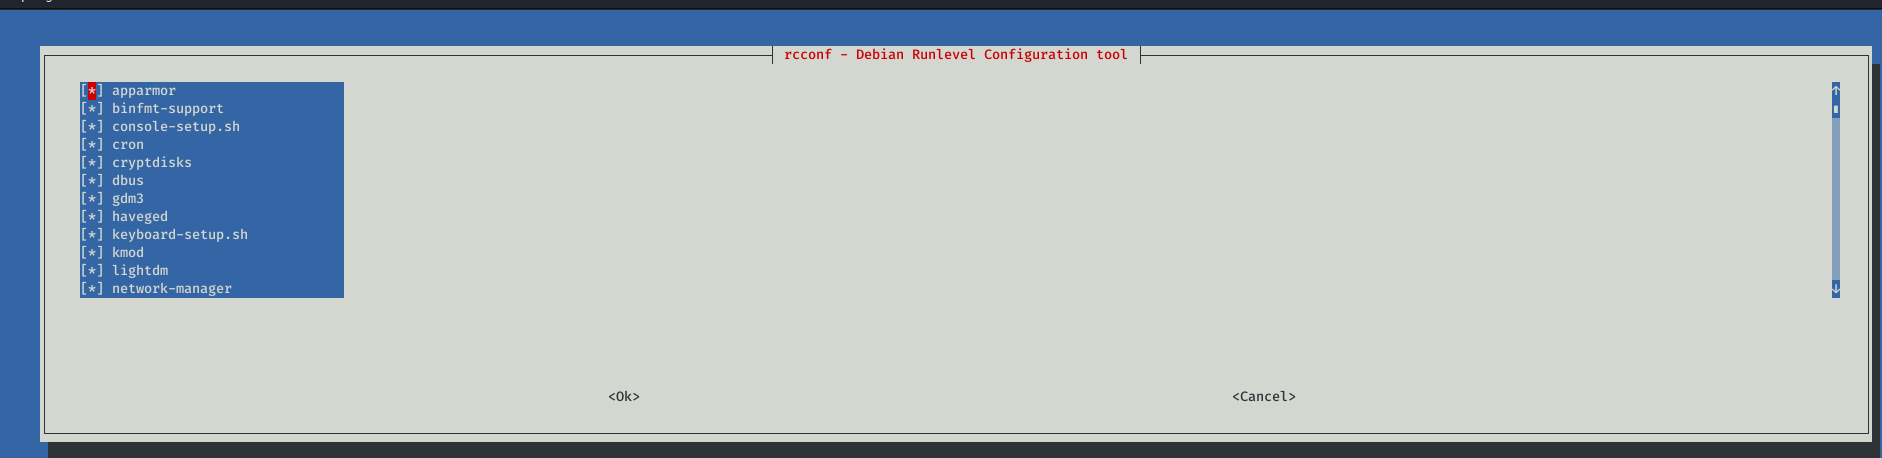 rcconf - Debian Runlevel Configuration tool
[*] apparmor
[*] binfmt-support
[*] console-setup.sh
[*] cron
[*] cryptdisks
[*] dbus
[*] gdm3
[*] haveged
[*] keyboard-setup.sh
[*] kmod
[*] lightdm
[*] network-manager
<Ok> <Cancel>